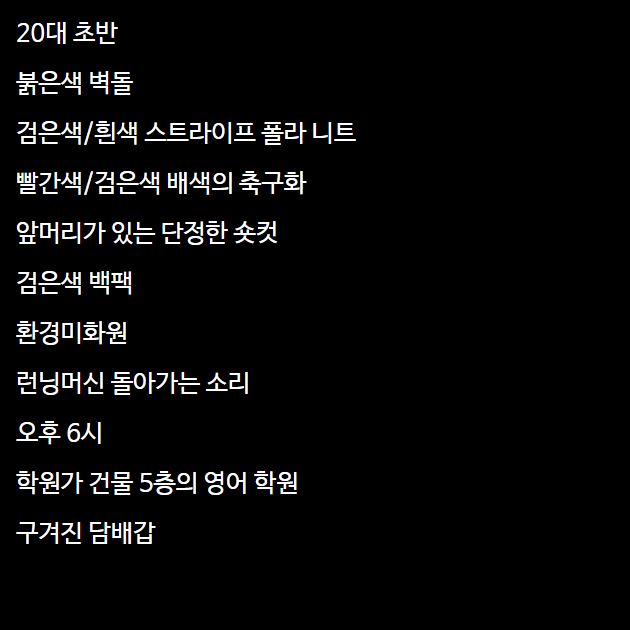 20대 초반
붉은색 벽돌
검은색/흰색 스트라이프 폴라 니트
빨간색/검은색 배색의 축구화
앞머리가 있는 단정한 숏컷
검은색 백팩
환경미화원
런닝머신 돌아가는 소리
오후 6시
학원가 건물 5층의 영어 학원
구겨진 담배갑